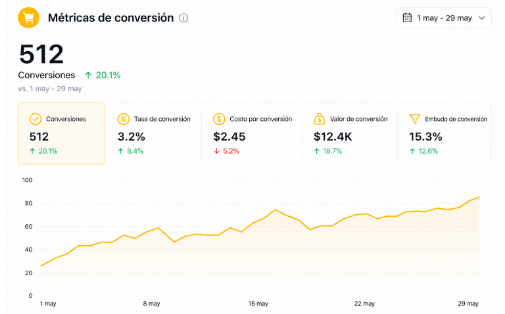 Métricas de conversión
1 may - 29 may
512
Conversiones ↑ 20.1%
vs. 1 may - 29 may
Conversiones
512
↑ 20.1%
Tasa de conversión
3.2%
↑ 8.4%
Costo por conversión
$2.45
↓ 5.2%
Valor de conversión
$12.4K
↑ 18.7%
Embudo de conversión
15.3%
↑ 12.6%
100
80
60
40
20
0
1 may
8 may
15 may
22 may
29 may